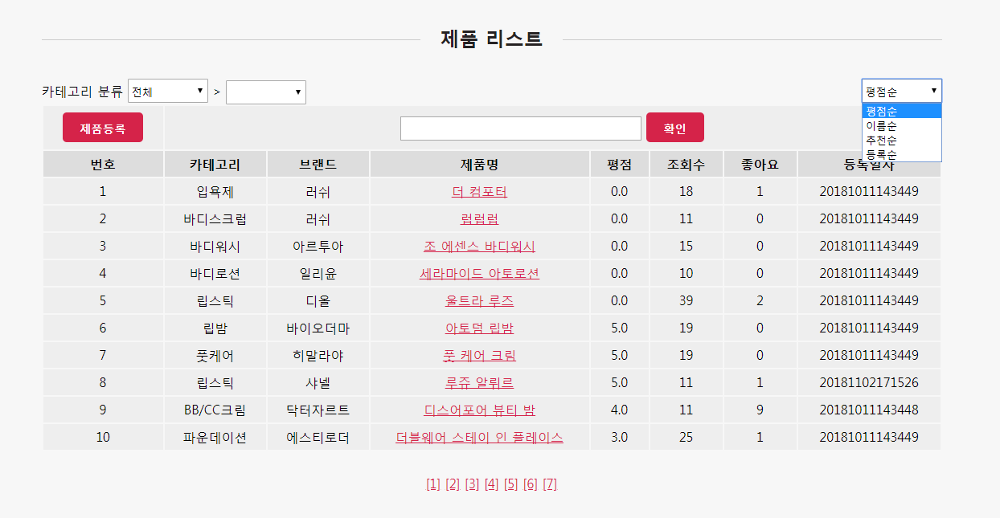 제품 리스트
카테고리 분류 전체 > 평점순
평점순
이름순
추천순
등록순
제품등록 확인
번호 카테고리 브랜드 제품명 평점 조회수 좋아요 등록일자
1 입욕제 러쉬 더 컴포터 0.0 18 1 20181011143449
2 바디스크럽 러쉬 럽럽럽 0.0 11 0 20181011143449
3 바디워시 아르투아 조 에센스 바디워시 0.0 15 0 20181011143449
4 바디로션 일리윤 세라마이드 아토로션 0.0 10 0 20181011143449
5 립스틱 디올 울트라 루즈 0.0 39 2 20181011143449
6 립밤 바이오더마 아토덤 립밤 5.0 19 0 20181011143449
7 풋케어 히말라야 풋 케어 크림 5.0 19 0 20181011143449
8 립스틱 샤넬 루쥬 알뤼르 5.0 11 1 20181102171526
9 BB/CC크림 닥터자르트 디스어포어 뷰티 밤 4.0 11 9 20181011143448
10 파운데이션 에스티로더 더블웨어 스테이 인 플레이스 3.0 25 1 20181011143449
[1] [2] [3] [4] [5] [6] [7]